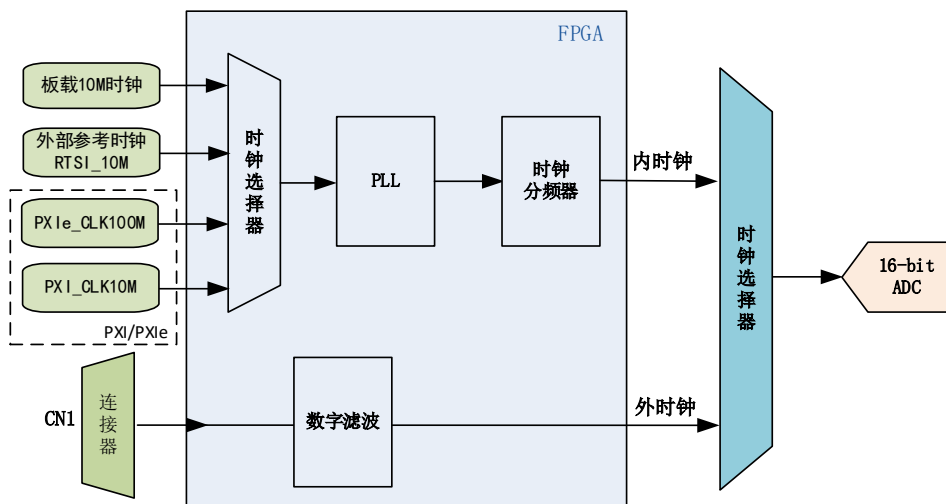 FPGA
板载10M时钟
外部参考时钟
RTSI_10M
PXIe_CLK100M
PXI_CLK10M
PXI/PXIe
时
钟
选
择
器
PLL
时钟
分频器
内时钟
时
钟
选
择
器
16-bit
ADC
CN1
连
接
器
数字滤波
外时钟